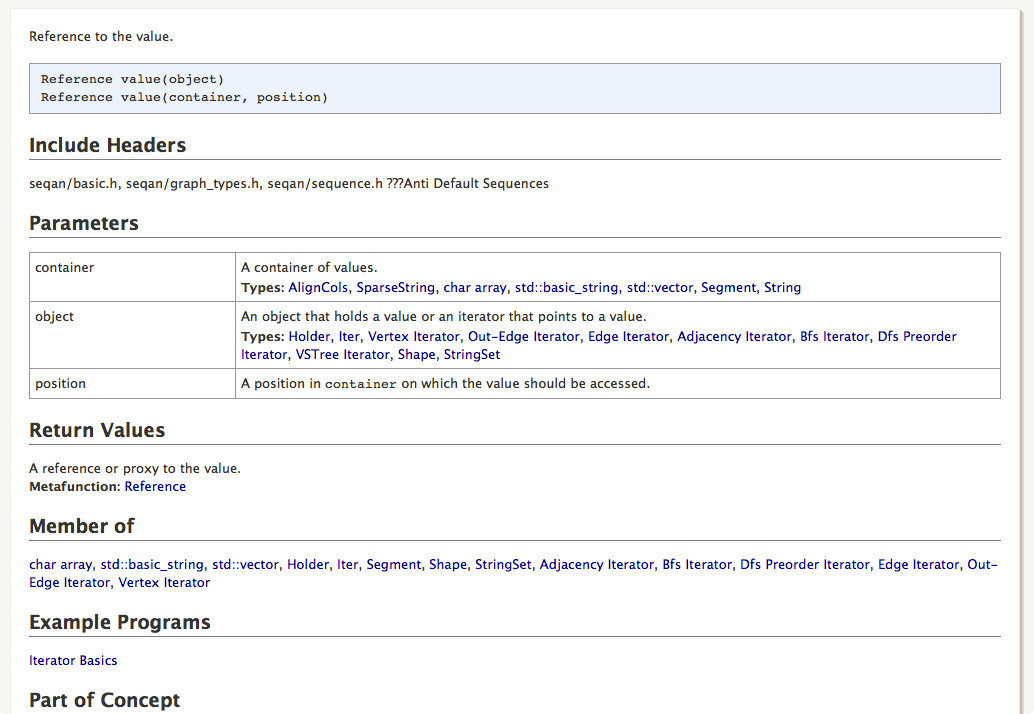 Reference to the value.
Reference value(object)
Reference value(container, position)
Include Headers
seqan/basic.h, seqan/graph_types.h, seqan/sequence.h ???Anti Default Sequences
Parameters
container
A container of values.
Types: AlignCols, SparseString, char array, std::basic_string, std::vector, Segment, String
object
An object that holds a value or an iterator that points to a value.
Types: Holder, Iter, Vertex Iterator, Out-Edge Iterator, Edge Iterator, Adjacency Iterator, Bfs Iterator, Dfs Preorder
Iterator, VSTree Iterator, Shape, StringSet
position
A position in container on which the value should be accessed.
Return Values
A reference or proxy to the value.
Metafunction: Reference
Member of
char array, std::basic_string, std::vector, Holder, Iter, Segment, Shape, StringSet, Adjacency Iterator, Bfs Iterator, Dfs Preorder Iterator, Edge Iterator, Out-
Edge Iterator, Vertex Iterator
Example Programs
Iterator Basics
Part of Concept